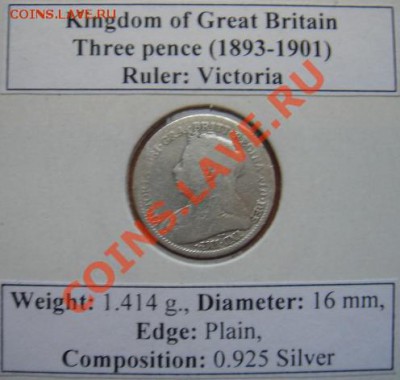 COINS.LAVE.RU
Kingdom of Great Britain
Three pence (1893-1901)
Ruler: Victoria
COINS.LAVE.RU
Weight: 1.414 g., Diameter: 16 mm,
Edge: Plain,
Composition: 0.925 Silver